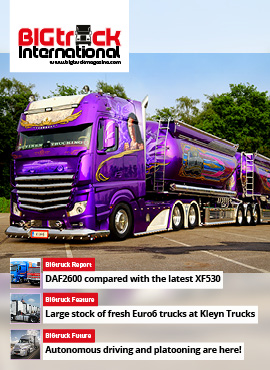 BIGtruck
International
www.bigtruckmagazine.com
BIGtruck Report
DAF2600 compared with the latest XF530
BIGtruck Feature
Large stock of fresh Euro6 trucks at Kleyn Trucks
BIGtruck Future
Autonomous driving and platooning are here!